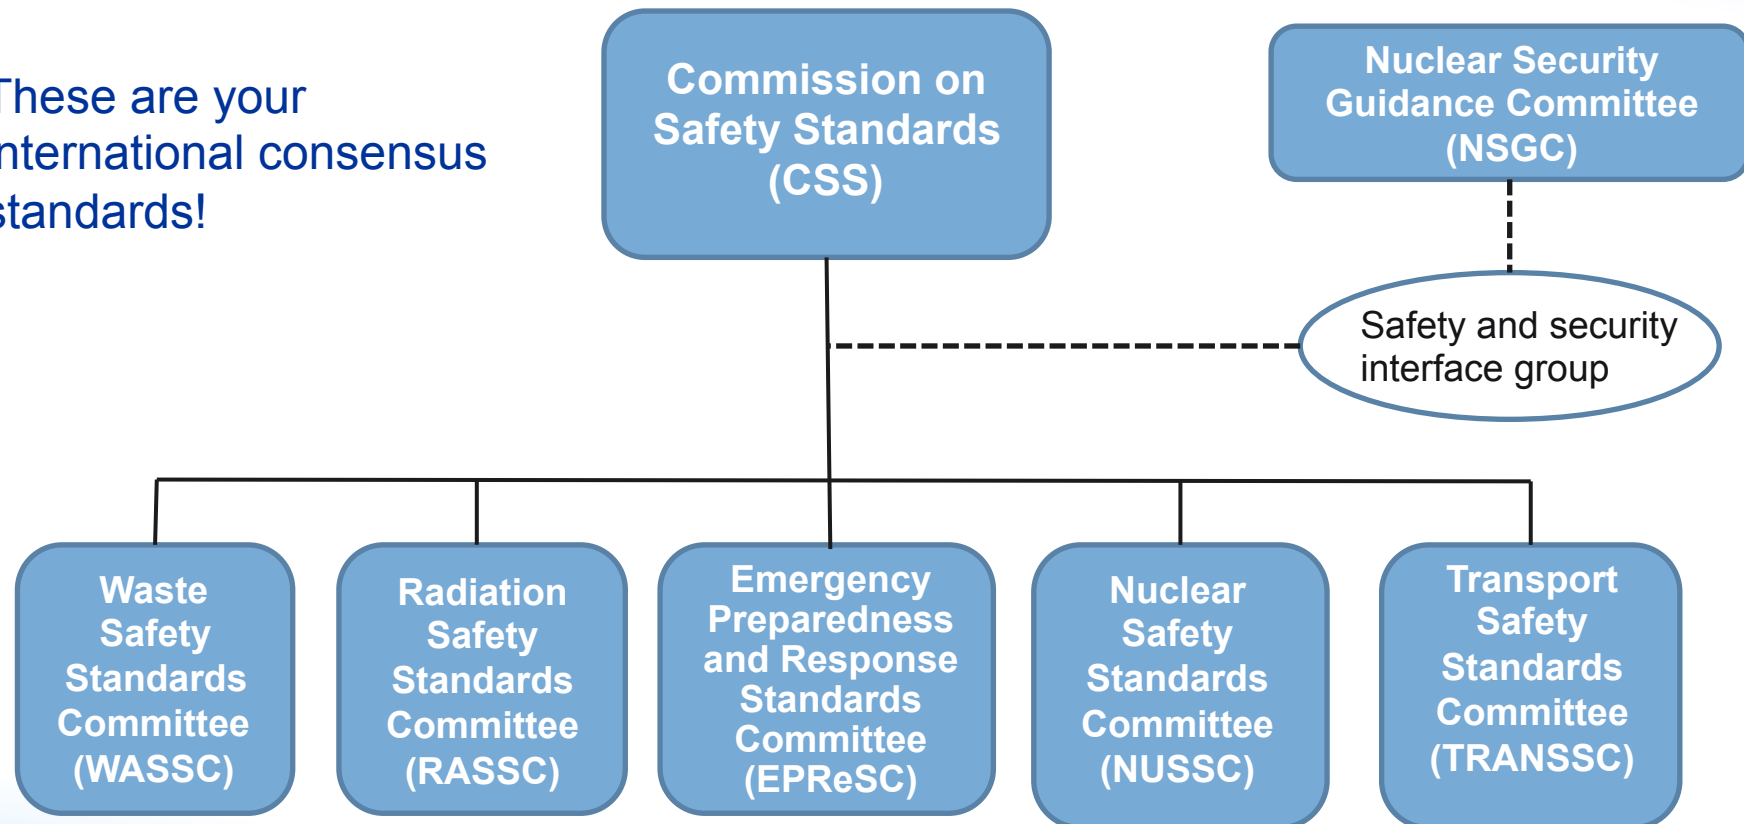 These are your
international consensus
standards!
Commission on
Safety Standards
(CSS)
Nuclear Security
Guidance Committee
(NSGC)
Safety and security
interface group
Waste
Safety
Standards
Committee
(WASSC)
Radiation
Safety
Standards
Committee
(RASSC)
Emergency
Preparedness
and Response
Standards
Committee
(EPReSC)
Nuclear
Safety
Standards
Committee
(NUSSC)
Transport
Safety
Standards
Committee
(TRANSSC)